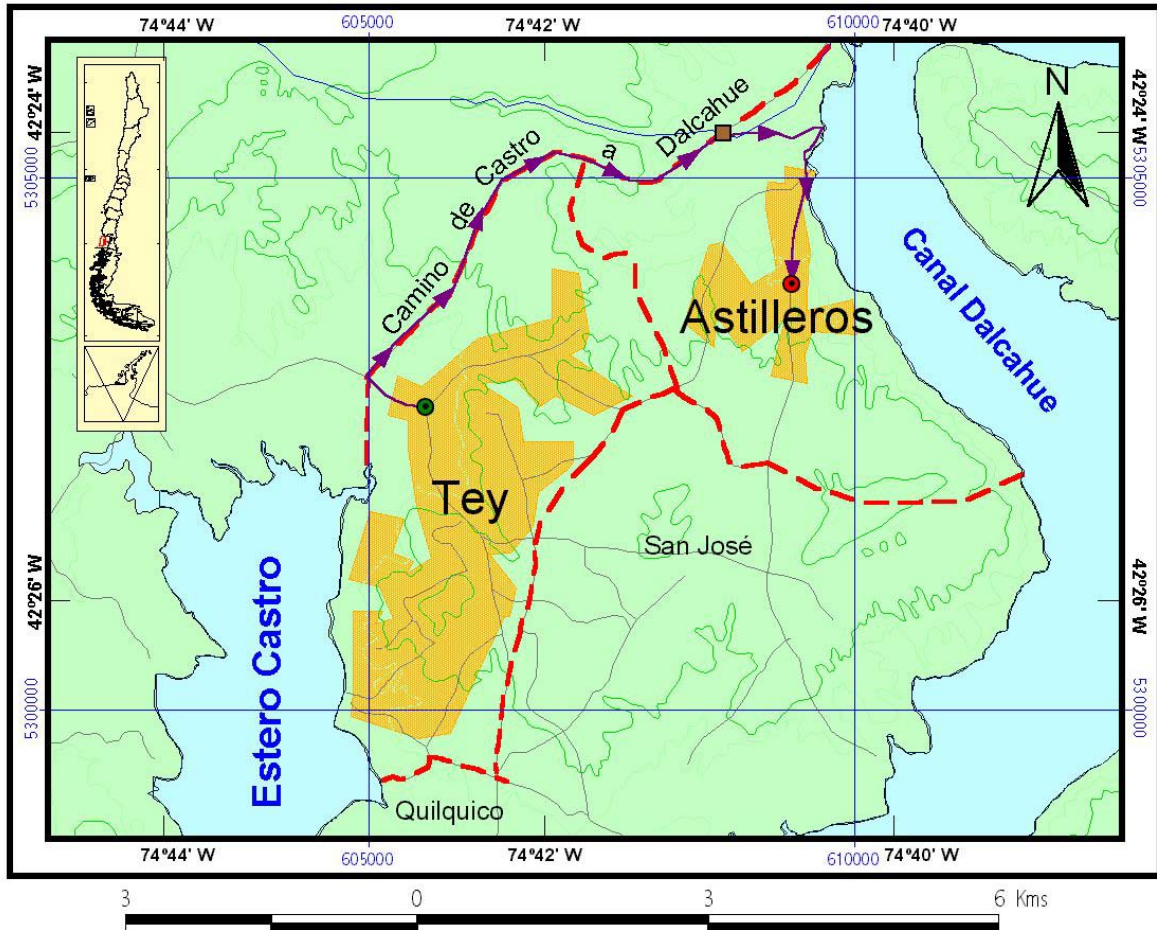 74°44' W
605000
74°42' W
610000
74°40' W
42°24' W
42°24' W
N
5305000
5305000
Camino de Castro a Dalcahue
Canal Dalcahue
Astilleros
Tey
San José
Estero Castro
42°26' W
42°26' W
5300000
5300000
Quilquico
74°44' W
605000
74°42' W
610000
74°40' W
3 0 3 6 Kms